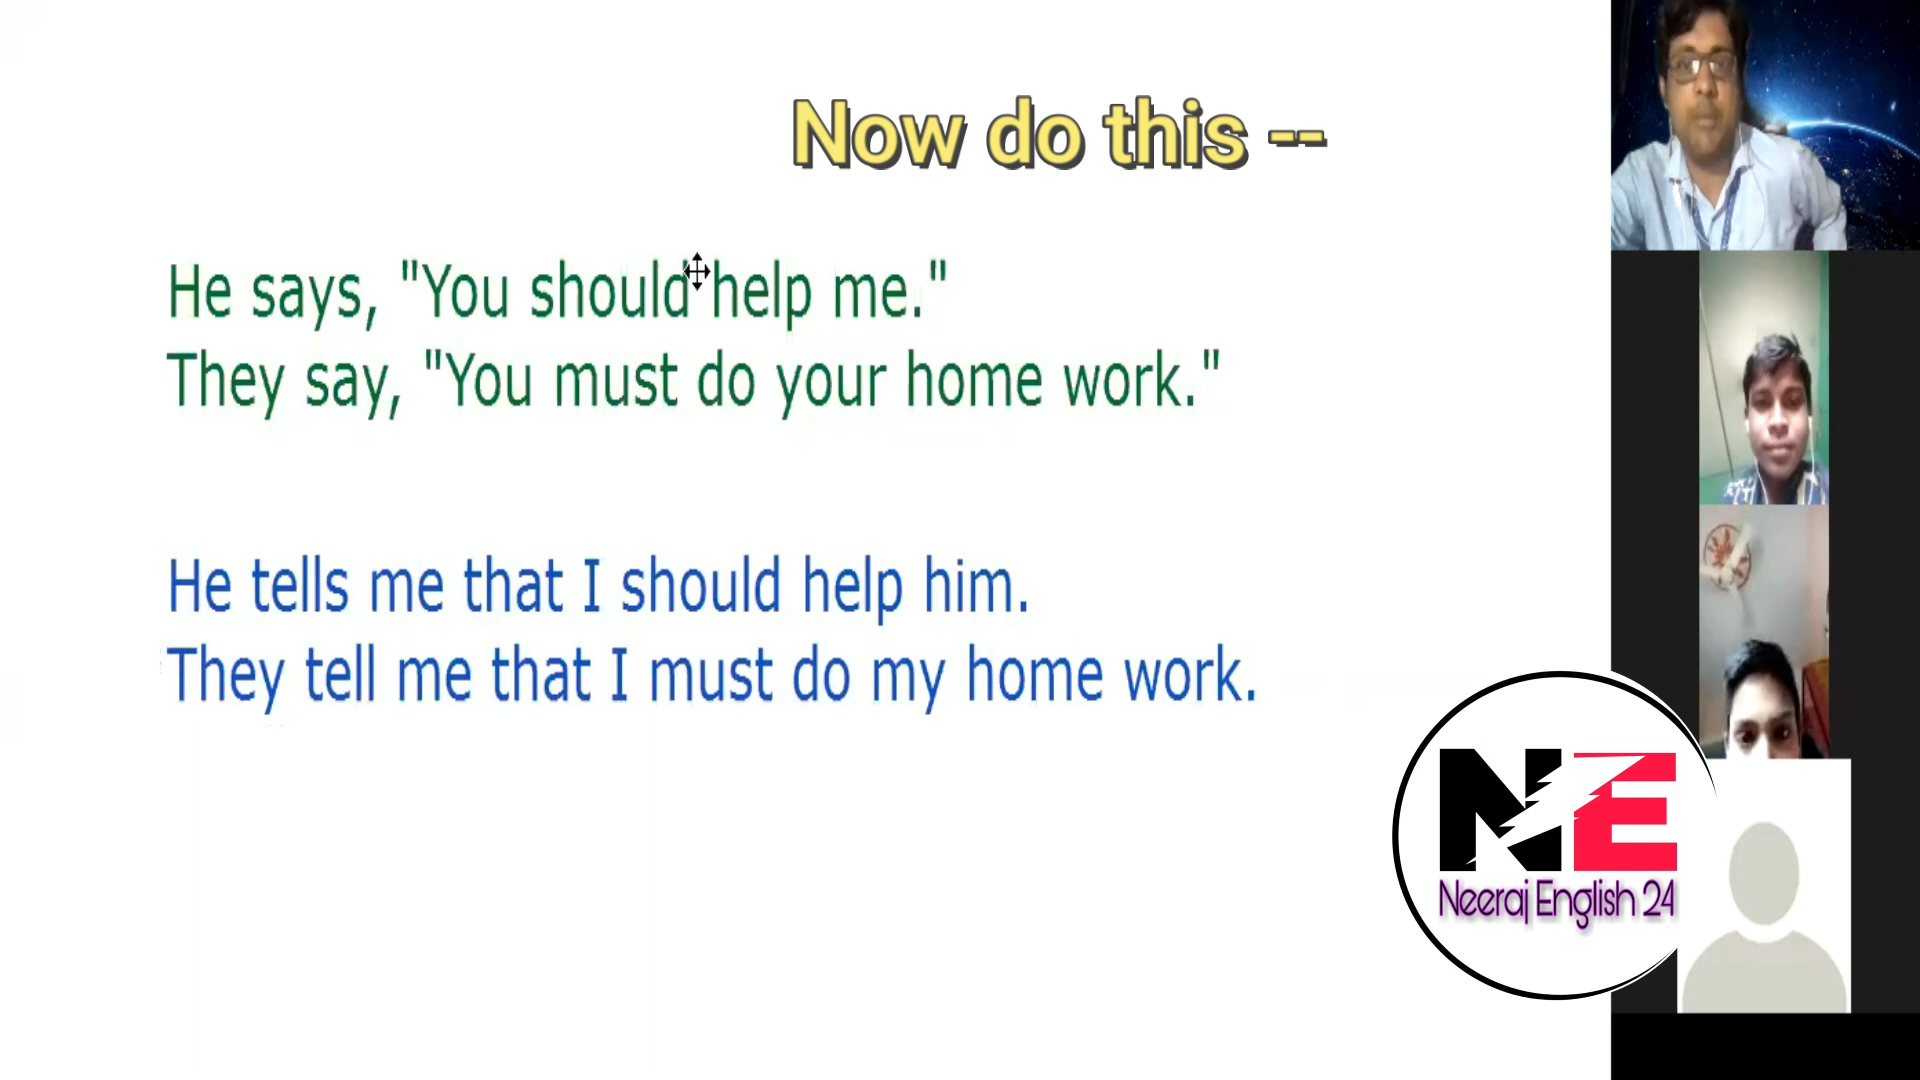 Now do this --
He says, "You should help me."
They say, "You must do your home work."
He tells me that I should help him.
They tell me that I must do my home work.
NE
Neeraj English 24